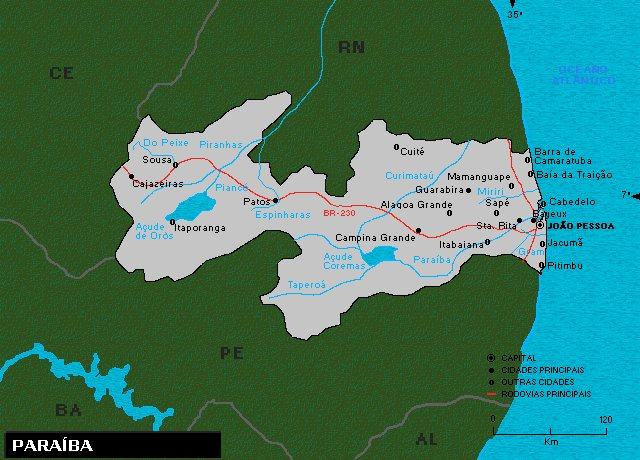 35°
RN
CE
OCEANO
ATLÂNTICO
Do Peixe
Piranhas
Sousa
Cajazeiras
Piancó
Patos
Espinharas
Açude
de Orós
Itaporanga
BR-230
Cuité
Curimataú
Mamanguape
Guarabira
Miriri
Alagoa Grande
Sapé
Barra de
Camaratuba
Baía da Traição
7°
Cabedelo
Bayeux
Sta. Rita
JOÃO PESSOA
Campina Grande
Itabaiana
Jacumã
Gram.
Açude
Coremas
Paraíba
Pitimbu
Taperoá
PE
BA
AL
CAPITAL
CIDADES PRINCIPAIS
OUTRAS CIDADES
RODOVIAS PRINCIPAIS
0
120
Km
PARAÍBA